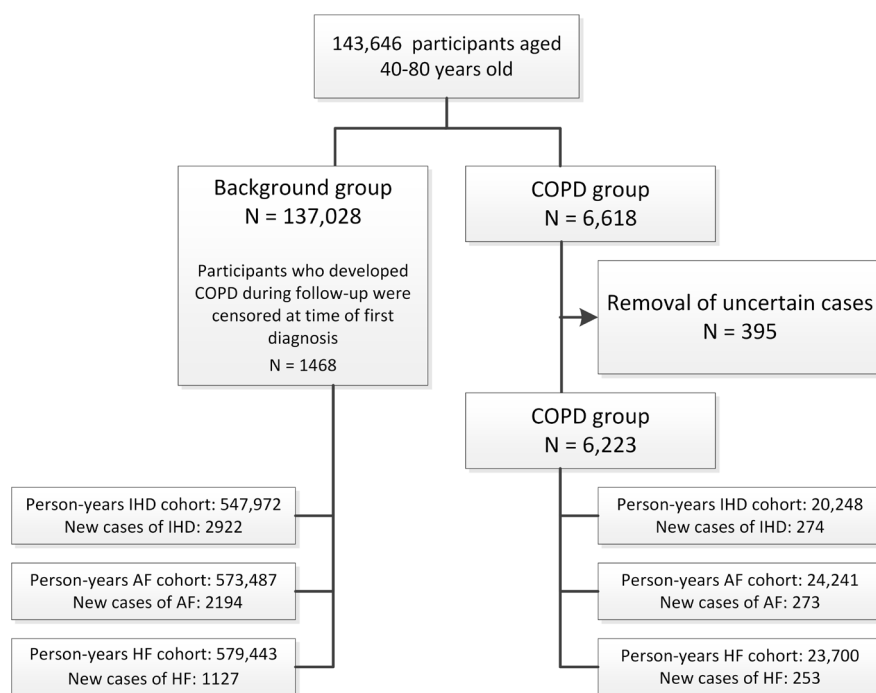 143,646 participants aged
40-80 years old
Background group
N = 137,028
Participants who developed
COPD during follow-up were
censored at time of first
diagnosis
N = 1468
COPD group
N = 6,618
Removal of uncertain cases
N = 395
COPD group
N = 6,223
Person-years IHD cohort: 547,972
New cases of IHD: 2922
Person-years AF cohort: 573,487
New cases of AF: 2194
Person-years HF cohort: 579,443
New cases of HF: 1127
Person-years IHD cohort: 20,248
New cases of IHD: 274
Person-years AF cohort: 24,241
New cases of AF: 273
Person-years HF cohort: 23,700
New cases of HF: 253